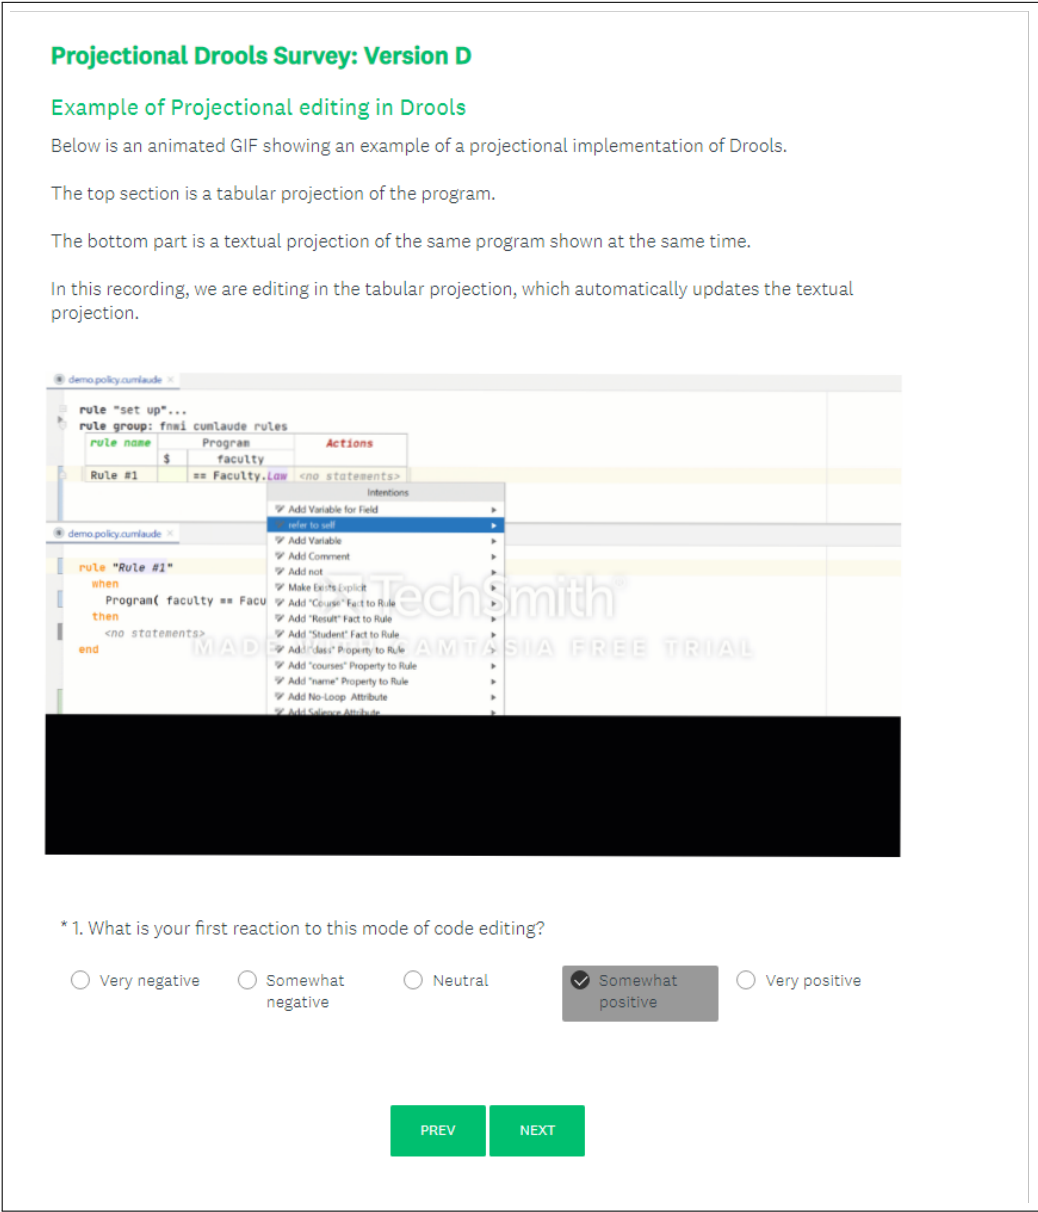 Projectional Drools Survey: Version D
Example of Projectional editing in Drools
Below is an animated GIF showing an example of a projectional implementation of Drools.
The top section is a tabular projection of the program.
The bottom part is a textual projection of the same program shown at the same time.
In this recording, we are editing in the tabular projection, which automatically updates the textual
projection.
demo.policy.cumlaude ×
rule "set up"...
rule group: fnwi cumlaude rules
rule name Program Actions
$ faculty
Rule #1 == Faculty.Law <no statements>
Intentions
Add Variable for Field
refer to self
Add Variable
Add Comment
Add not
Make Exists Explicit
Add "Course" Fact to Rule
Add "Result" Fact to Rule
Add "Student" Fact to Rule
Add "class" Property to Rule
Add "courses" Property to Rule
Add "name" Property to Rule
Add No-Loop Attribute
Add Salience Attribute
demo.policy.cumlaude ×
rule "Rule #1"
when
Program( faculty == Facu
then
<no statements>
end
TechSmith
MADE WITH CAMTASIA FREE TRIAL
* 1. What is your first reaction to this mode of code editing?
Very negative
Somewhat
negative
Neutral
Somewhat
positive
Very positive
PREV NEXT